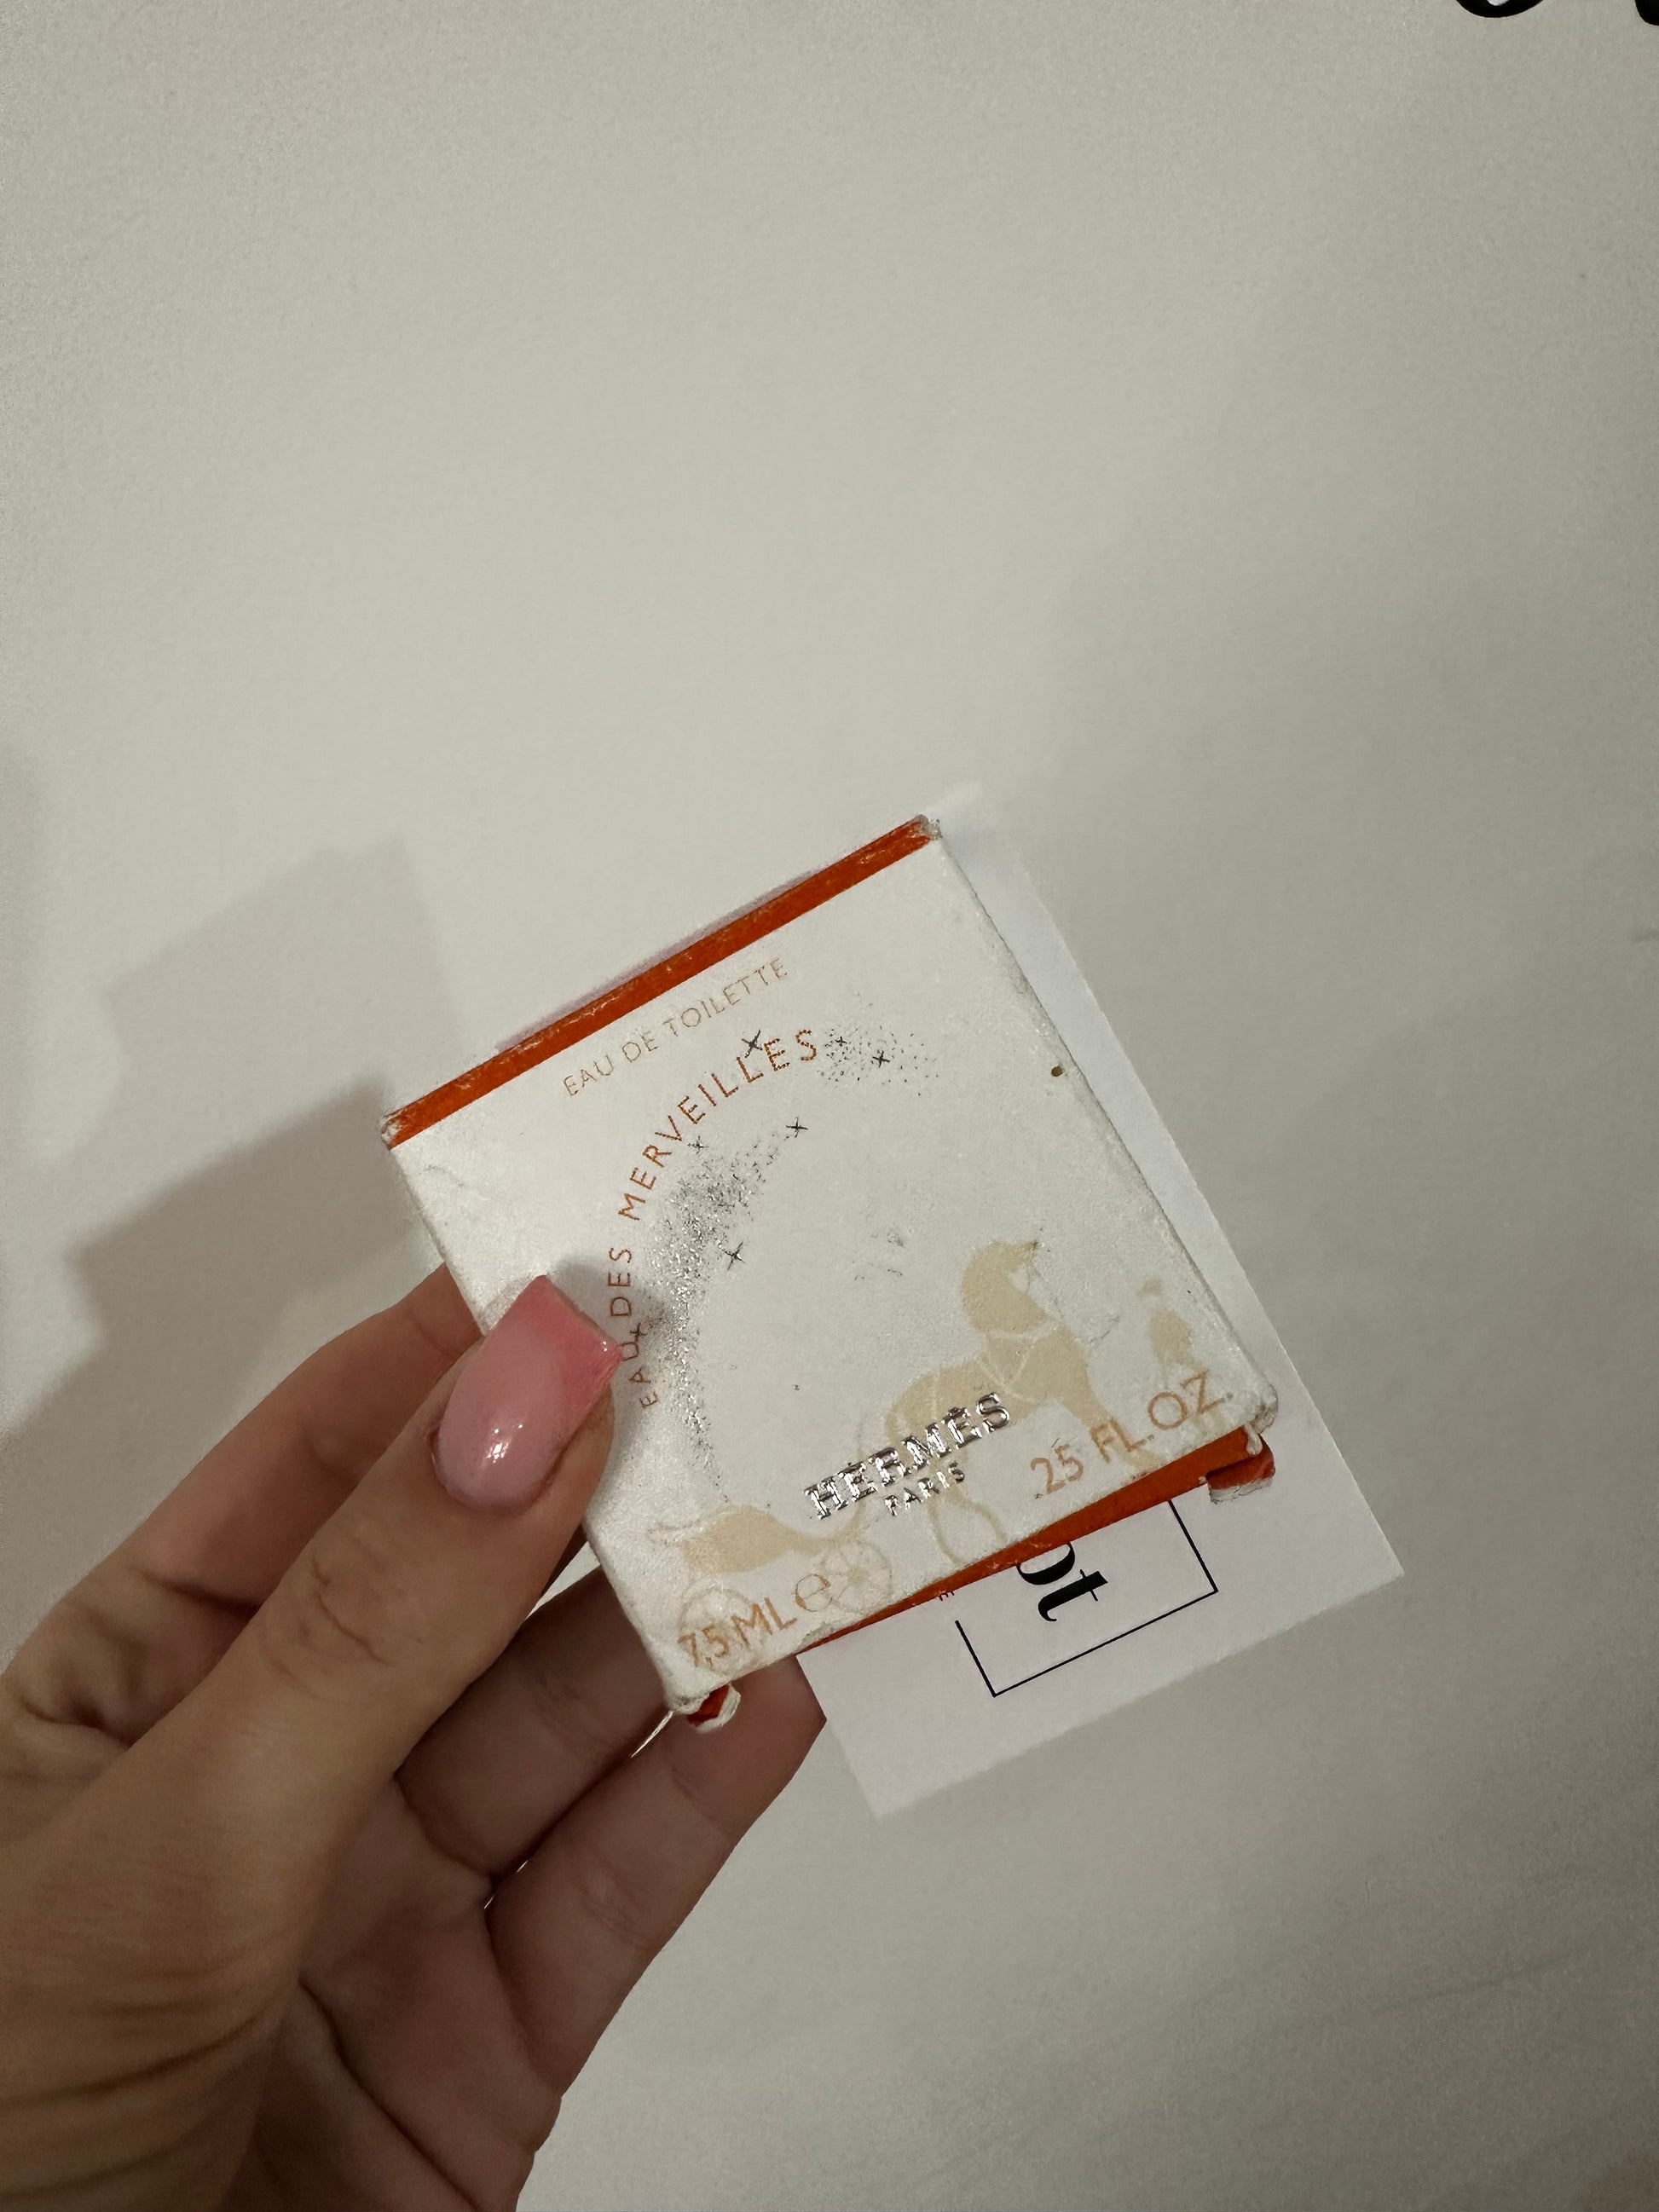 EAU DE TOILETTE
EAU DES MERVEILLES
HERMÈS
PARIS
7,5 ML e
.25 FL.OZ.